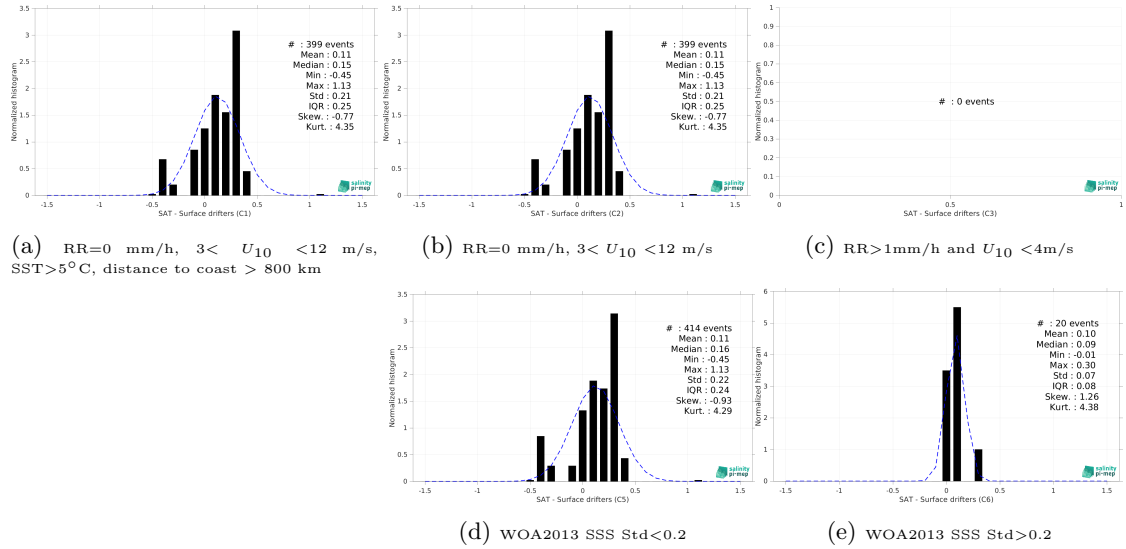 3.5
3
2.5
2
1.5
1
0.5
0
Normalized histogram
# : 399 events
Mean : 0.11
Median : 0.15
Min : -0.45
Max : 1.13
Std : 0.21
IQR : 0.25
Skew. : -0.77
Kurt. : 4.35
salinity
pi-mep
-1.5 -1 -0.5 0 0.5 1 1.5
SAT - Surface drifters (C1)
(a) RR=0 mm/h, 3< U10 <12 m/s,
SST>5°C, distance to coast > 800 km
3.5
3
2.5
2
1.5
1
0.5
0
Normalized histogram
# : 399 events
Mean : 0.11
Median : 0.15
Min : -0.45
Max : 1.13
Std : 0.21
IQR : 0.25
Skew. : -0.77
Kurt. : 4.35
salinity
pi-mep
-1.5 -1 -0.5 0 0.5 1 1.5
SAT - Surface drifters (C2)
(b) RR=0 mm/h, 3< U10 <12 m/s
1
0.9
0.8
0.7
0.6
0.5
0.4
0.3
0.2
0.1
0
Normalized histogram
# : 0 events
salinity
pi-mep
0 0.5 1
SAT - Surface drifters (C3)
(c) RR>1mm/h and U10 <4m/s
3.5
3
2.5
2
1.5
1
0.5
0
Normalized histogram
# : 414 events
Mean : 0.11
Median : 0.16
Min : -0.45
Max : 1.13
Std : 0.22
IQR : 0.24
Skew. : -0.93
Kurt. : 4.29
salinity
pi-mep
-1.5 -1 -0.5 0 0.5 1 1.5
SAT - Surface drifters (C5)
(d) WOA2013 SSS Std<0.2
6
5
4
3
2
1
0
Normalized histogram
# : 20 events
Mean : 0.10
Median : 0.09
Min : -0.01
Max : 0.30
Std : 0.07
IQR : 0.08
Skew. : 1.26
Kurt. : 4.38
salinity
pi-mep
-1.5 -1 -0.5 0 0.5 1 1.5
SAT - Surface drifters (C6)
(e) WOA2013 SSS Std>0.2